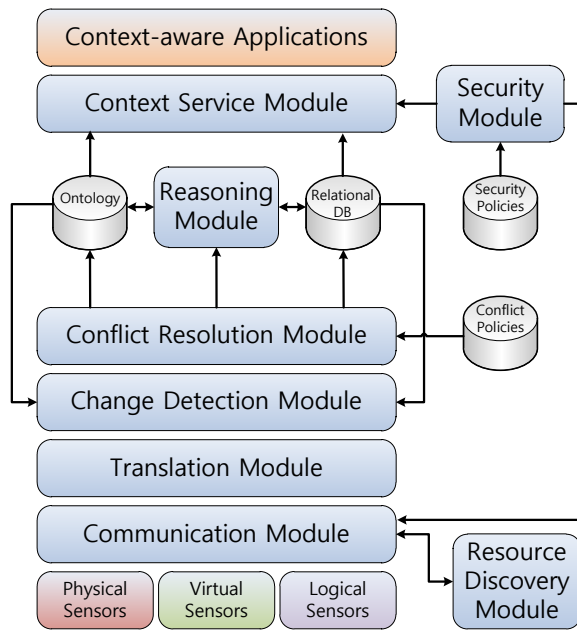 Context-aware Applications
Context Service Module
Security
Module
Ontology
Reasoning
Module
Relational
DB
Security
Policies
Conflict Resolution Module
Conflict
Policies
Change Detection Module
Translation Module
Communication Module
Resource
Discovery
Module
Physical
Sensors
Virtual
Sensors
Logical
Sensors